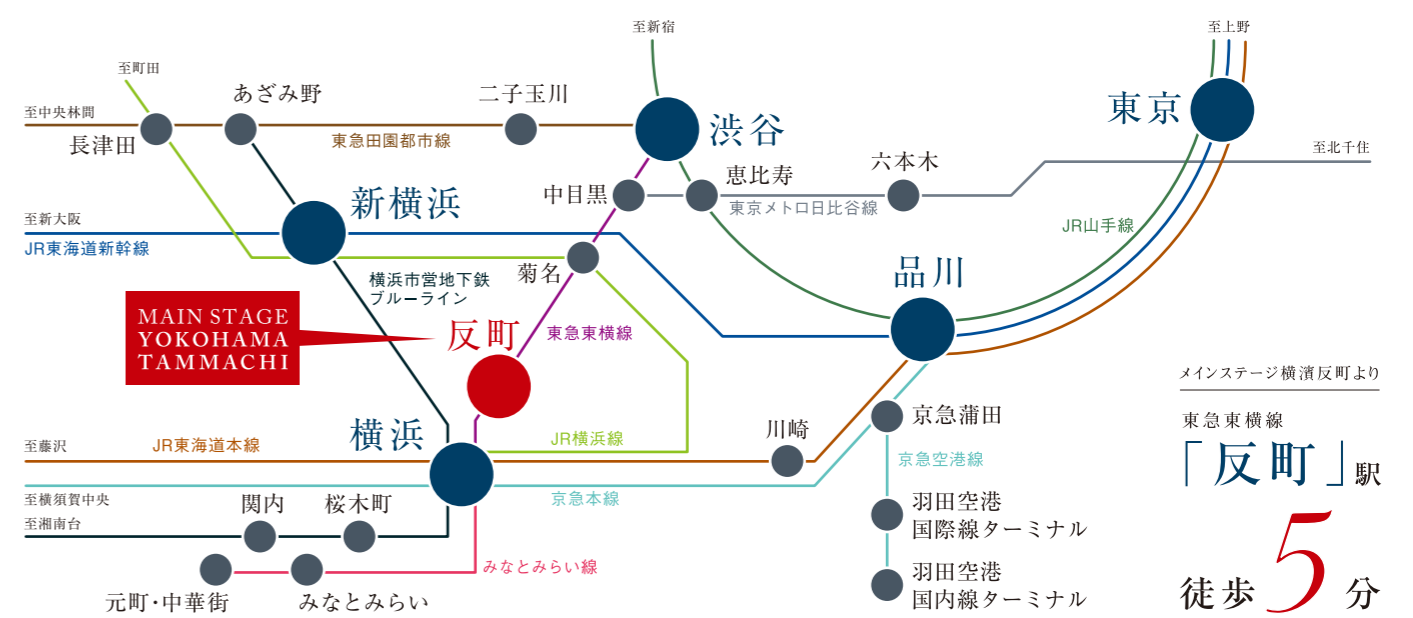 至新宿
至上野
至町田
あざみ野
二子玉川
東京
至中央林間
長津田
東急田園都市線
渋谷
至北千住
中目黒
恵比寿
六本木
新横浜
東京メトロ日比谷線
至新大阪
JR東海道新幹線
JR山手線
菊名
品川
横浜市営地下鉄
ブルーライン
MAIN STAGE
YOKOHAMA
TAMMACHI
反町
東急東横線
メインステージ横濱反町より
東急東横線
「反町」駅
徒歩5分
横浜
至藤沢
JR東海道本線
JR横浜線
川崎
京急蒲田
京急空港線
至横須賀中央
京急本線
至湘南台
関内
桜木町
羽田空港
国際線ターミナル
みなとみらい線
羽田空港
国内線ターミナル
元町・中華街
みなとみらい